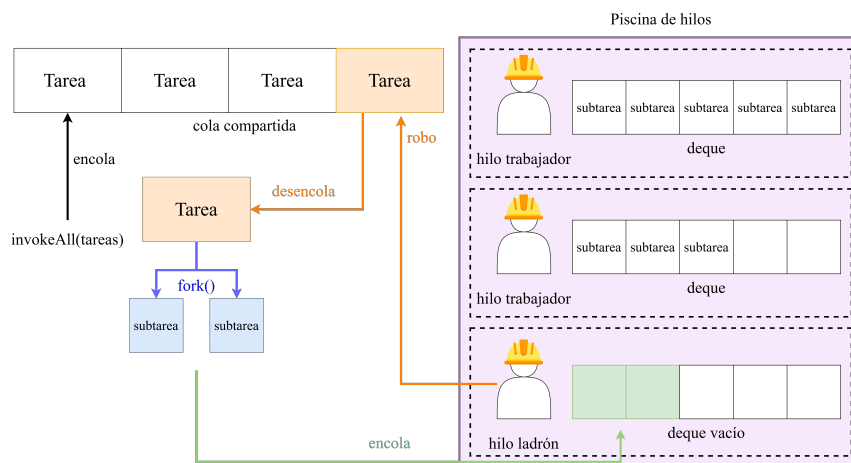 Piscina de hilos
Tarea
Tarea
Tarea
Tarea
cola compartida
robo
encola
desencola
Tarea
invokeAll(tareas)
fork()
subtarea
subtarea
encola
subtarea
subtarea
subtarea
subtarea
subtarea
hilo trabajador
deque
subtarea
subtarea
subtarea
hilo trabajador
deque
hilo ladrón
deque vacío